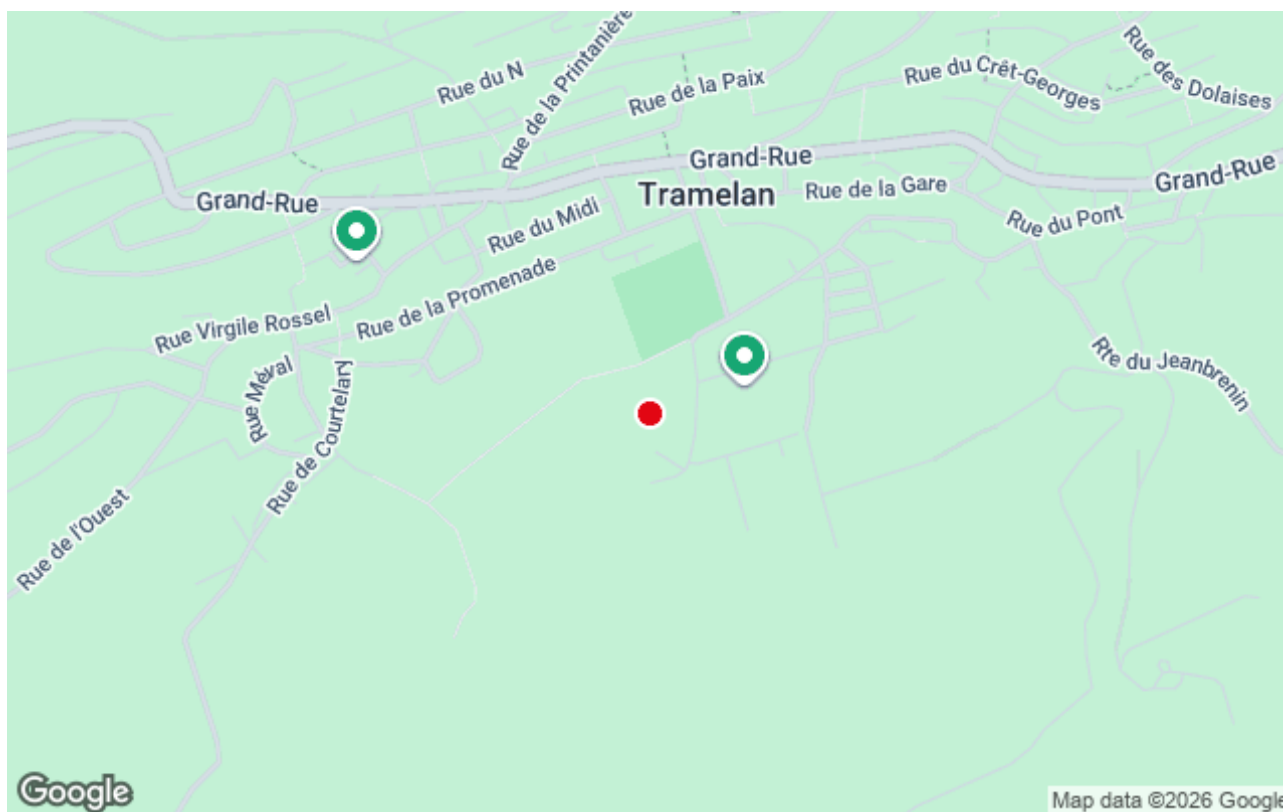 Rue du N
Rue de la Printanière
Rue de la Paix
Rue du Crêt-Georges
Rue des Dolaises
Grand-Rue
Grand-Rue
Grand-Rue
Tramelan
Rue de la Gare
Rue du Pont
Rue du Midi
Rue de la Promenade
Rue Virgile Rossel
Rue Méval
Rue de Courtelary
Rue de l'Ouest
Rte du Jeanbrenin
Google
Map data ©2026 Google